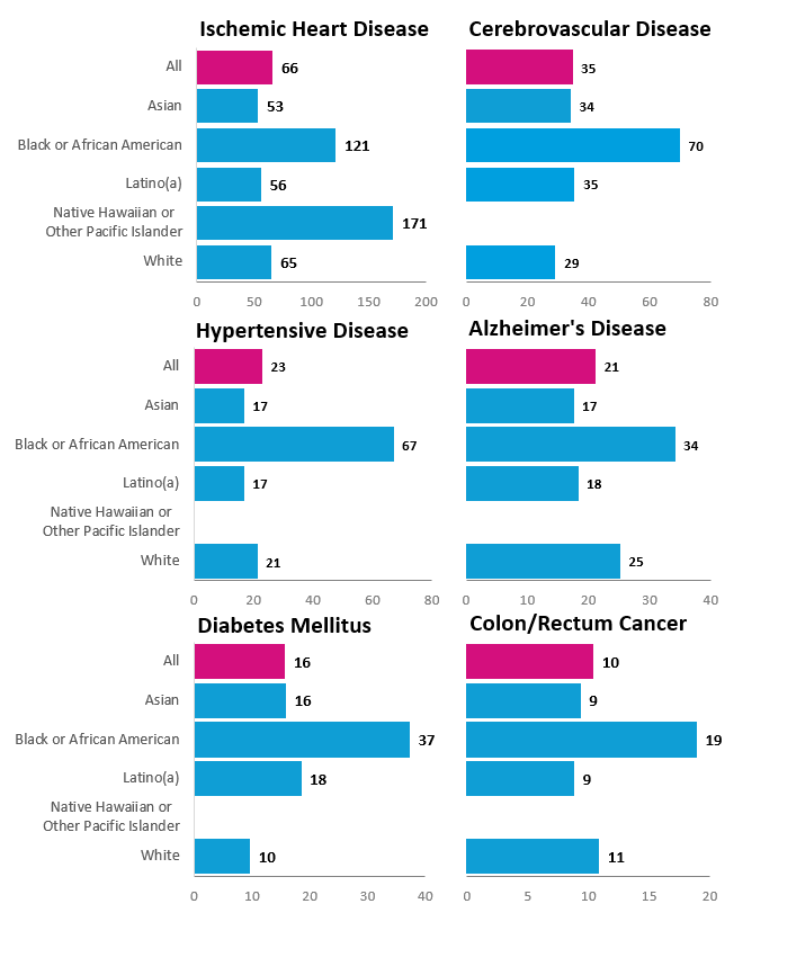 Ischemic Heart Disease
All
66
Asian
53
Black or African American
121
Latino(a)
56
Native Hawaiian or
Other Pacific Islander
171
White
65
0 50 100 150 200
Cerebrovascular Disease
35
34
70
35
29
0 20 40 60 80
Hypertensive Disease
All
23
Asian
17
Black or African American
67
Latino(a)
17
Native Hawaiian or
Other Pacific Islander
White
21
0 20 40 60 80
Alzheimer's Disease
21
17
34
18
25
0 10 20 30 40
Diabetes Mellitus
All
16
Asian
16
Black or African American
37
Latino(a)
18
Native Hawaiian or
Other Pacific Islander
White
10
0 10 20 30 40
Colon/Rectum Cancer
10
9
19
9
11
0 5 10 15 20